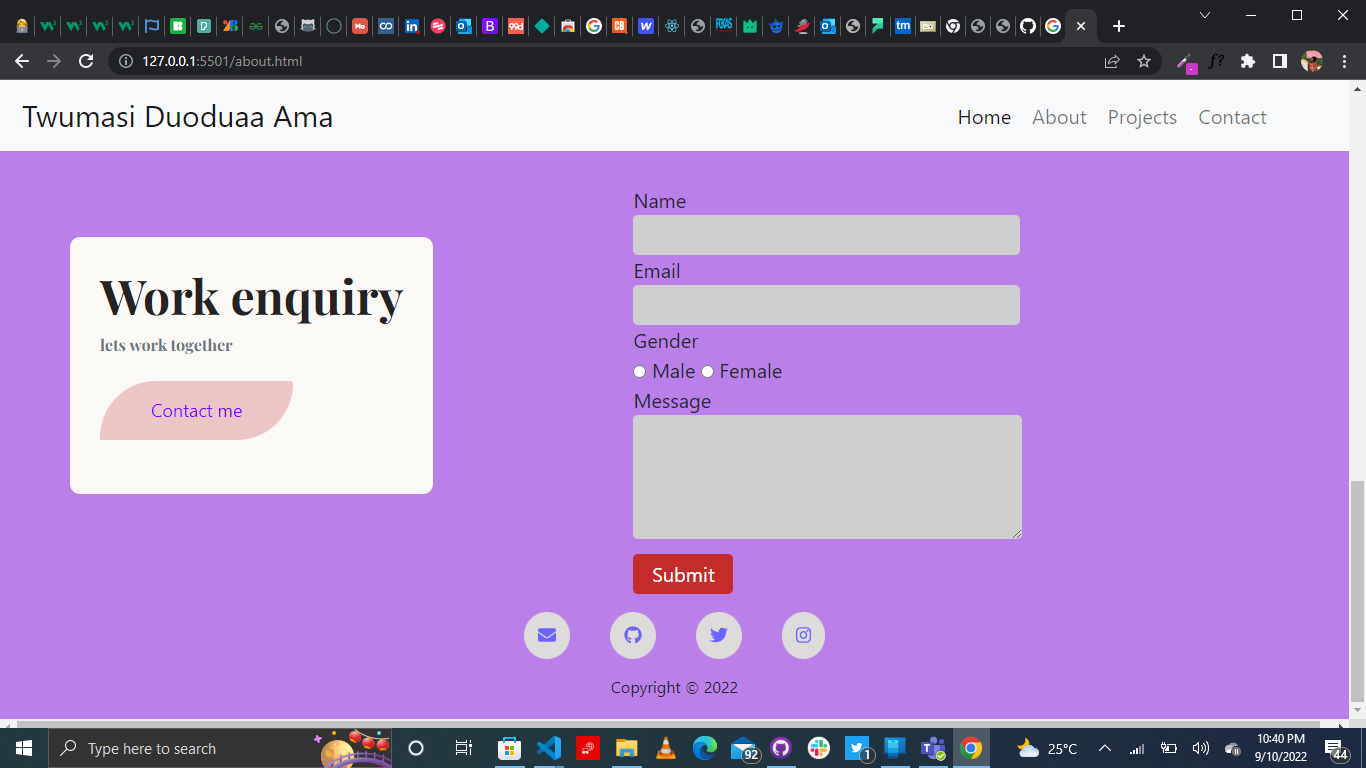 127.0.0.1:5501/about.html
f?
Twumasi Duoduaa Ama
Home About Projects Contact
Name
Email
Work enquiry
lets work together
Gender
Male Female
Contact me
Message
Submit
Copyright © 2022
Type here to search
92
1
25°C
10:40 PM
9/10/2022
44